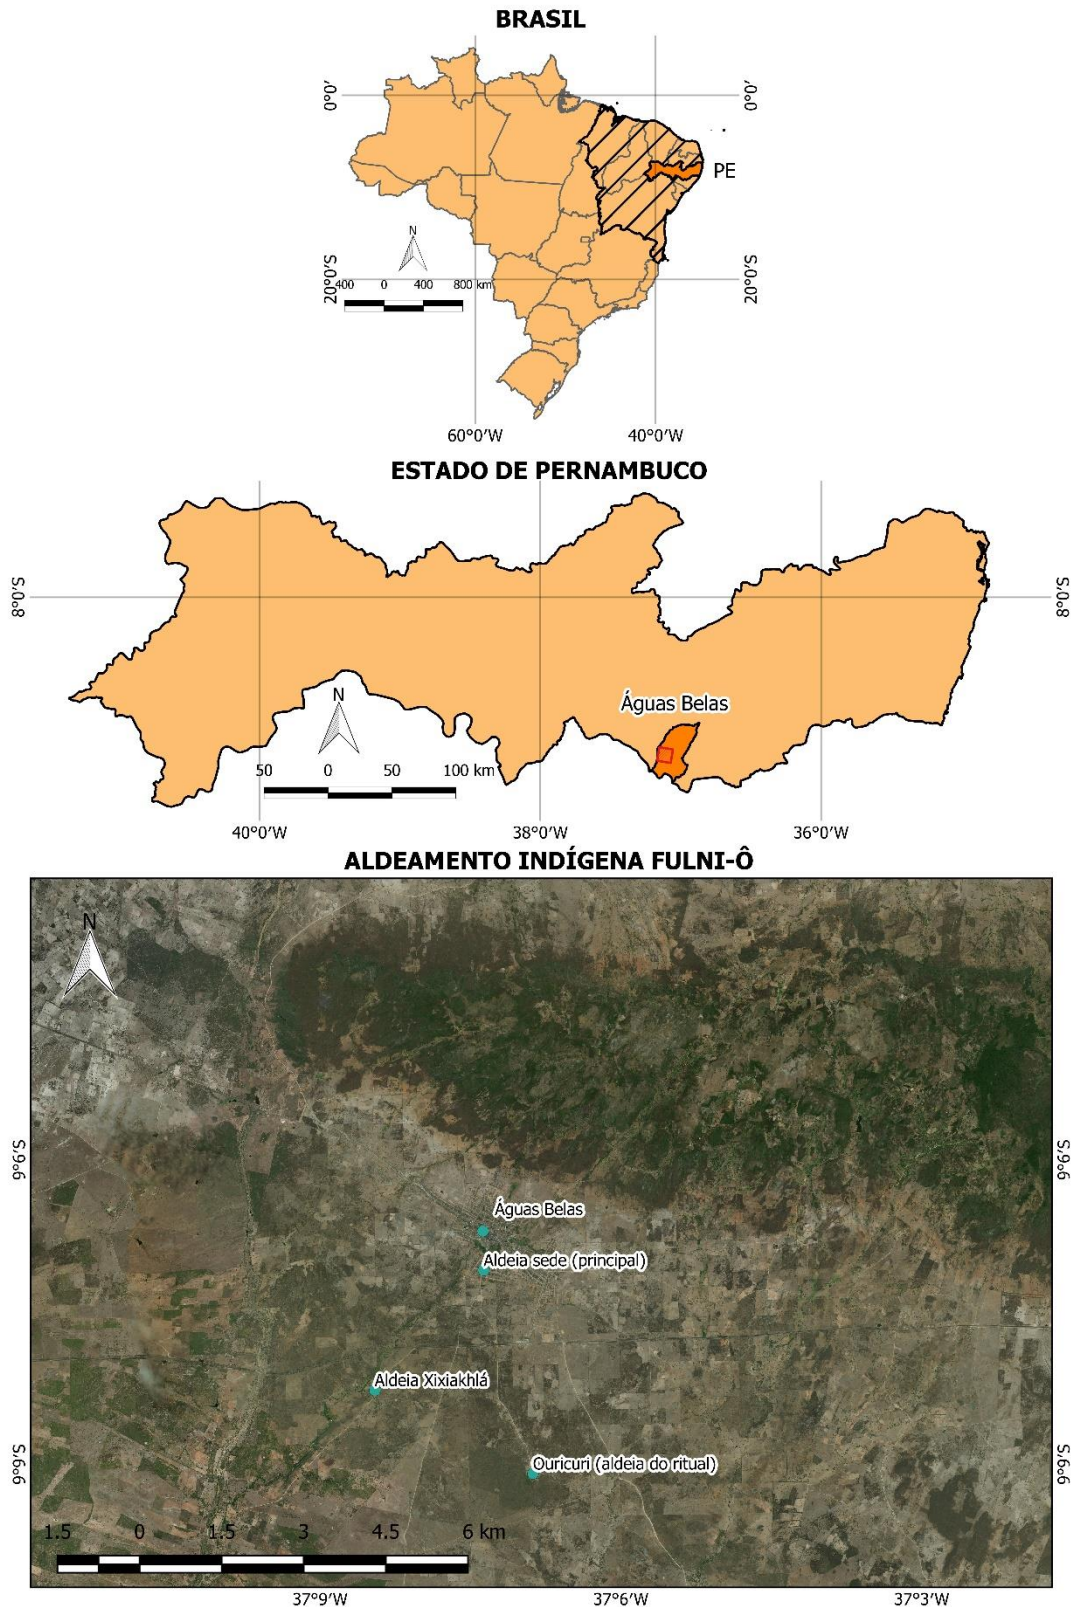 BRASIL
0°0'
0°0'
PE
N
400 0 400 800 km
20°0'S
20°0'S
60°0'W 40°0'W
ESTADO DE PERNAMBUCO
8°0'S
8°0'S
Águas Belas
N
50 0 50 100 km
40°0'W 38°0'W 36°0'W
ALDEAMENTO INDÍGENA FULNI-Ô
N
9°6'S
9°6'S
Águas Belas
Aldeia sede (principal)
Aldeia Xixiakhlá
Ouricuri (aldeia do ritual)
9°9'S
9°9'S
1.5 0 1.5 3 4.5 6 km
37°9'W 37°6'W 37°3'W